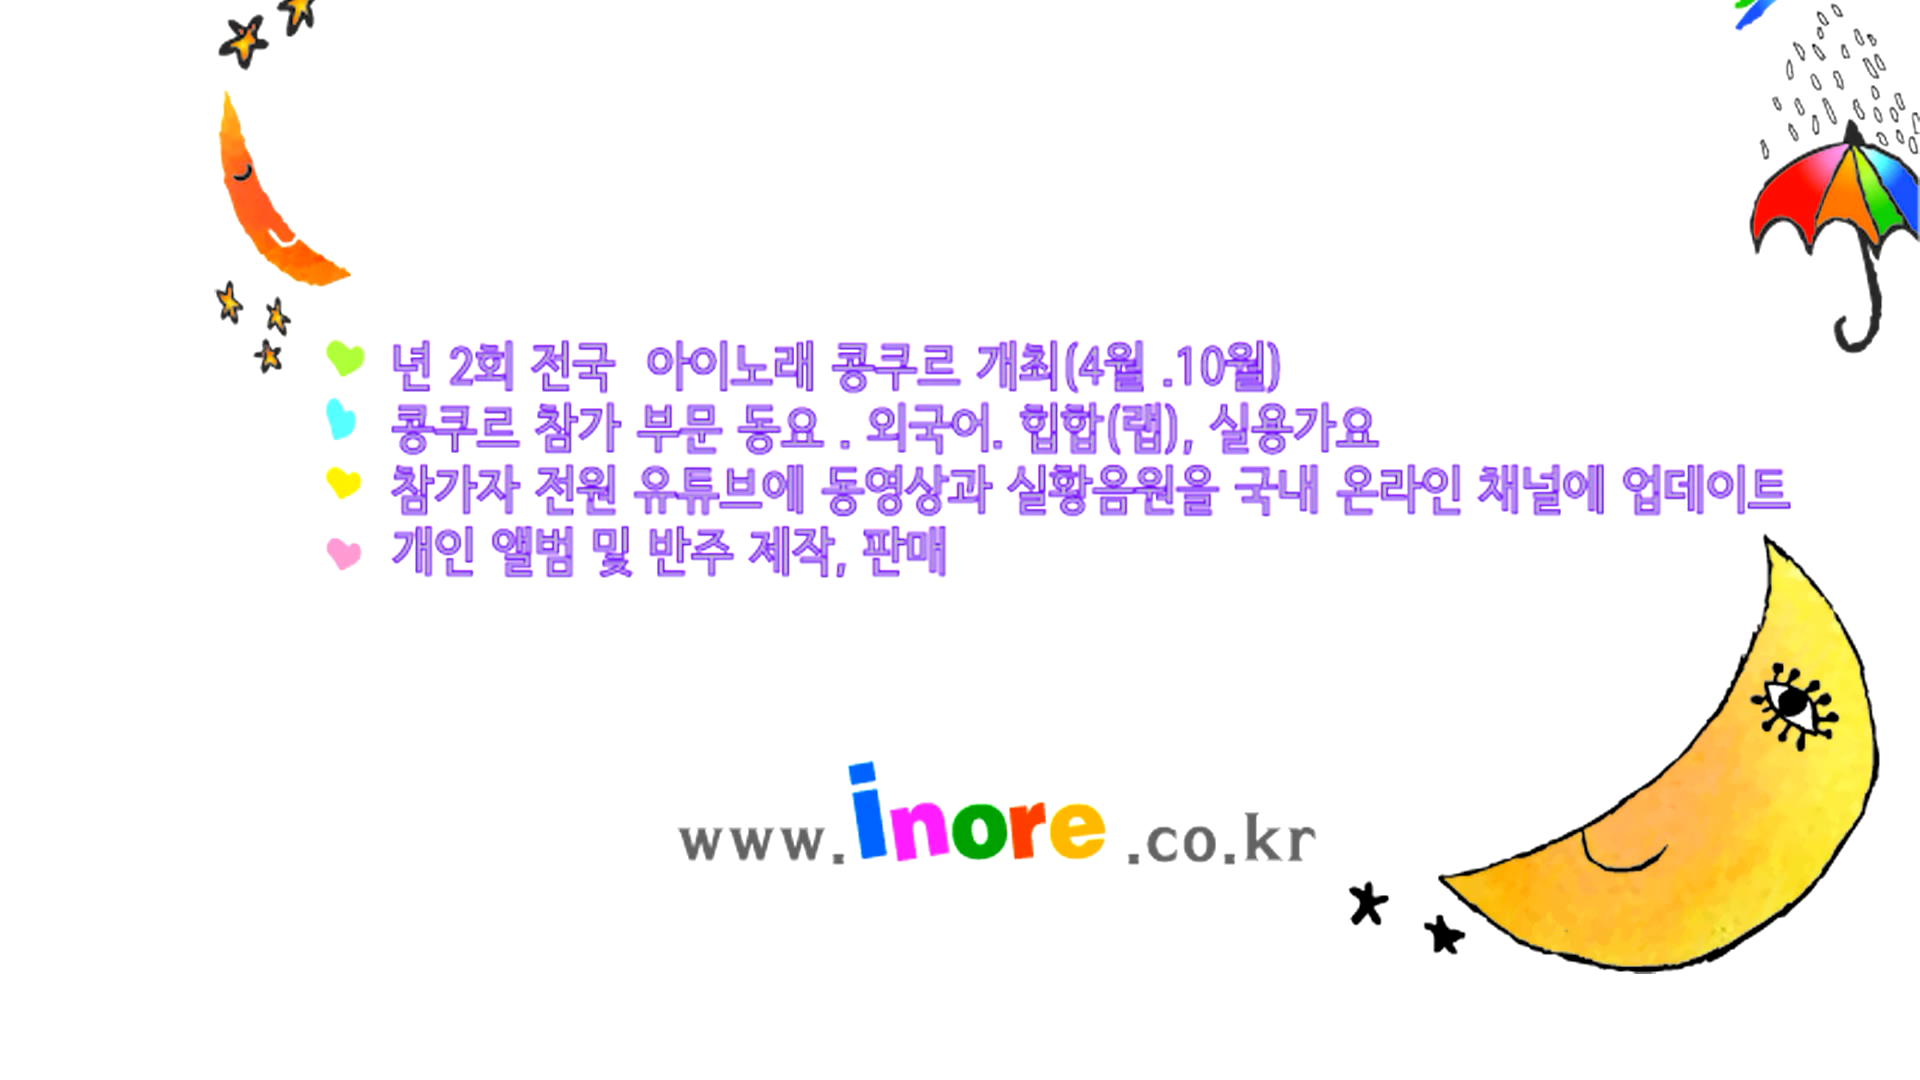 년 2회 전국  아이노래 콩쿠르 개최(4월 .10월)
콩쿠르 참가 부문 동요 . 외국어. 힙합(랩), 실용가요
참가자 전원 유튜브에 동영상과 실황음원을 국내 온라인 채널에 업데이트
개인 앨범 및 반주 제작, 판매
www.inore.co.kr